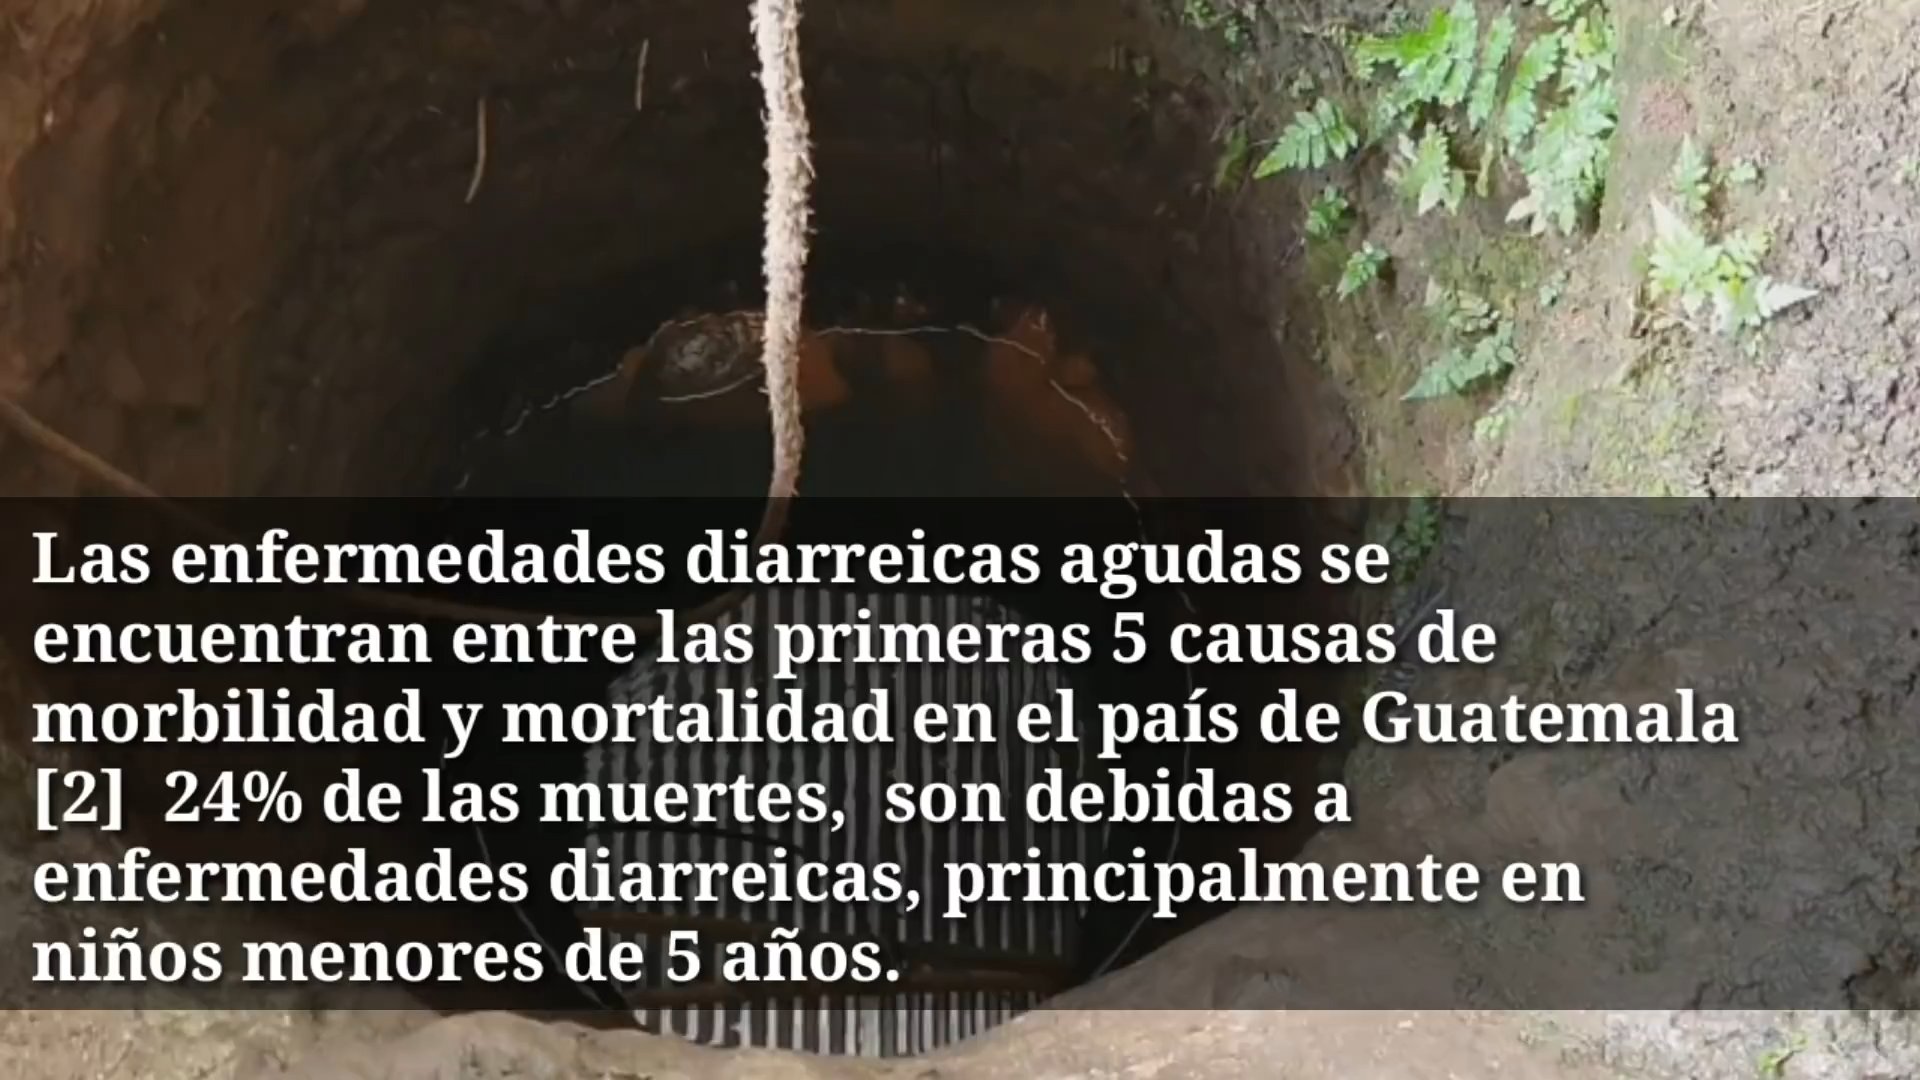 Las enfermedades diarreicas agudas se
encuentran entre las primeras 5 causas de
morbilidad y mortalidad en el país de Guatemala
[2]  24% de las muertes,  son debidas a
enfermedades diarreicas, principalmente en
niños menores de 5 años.